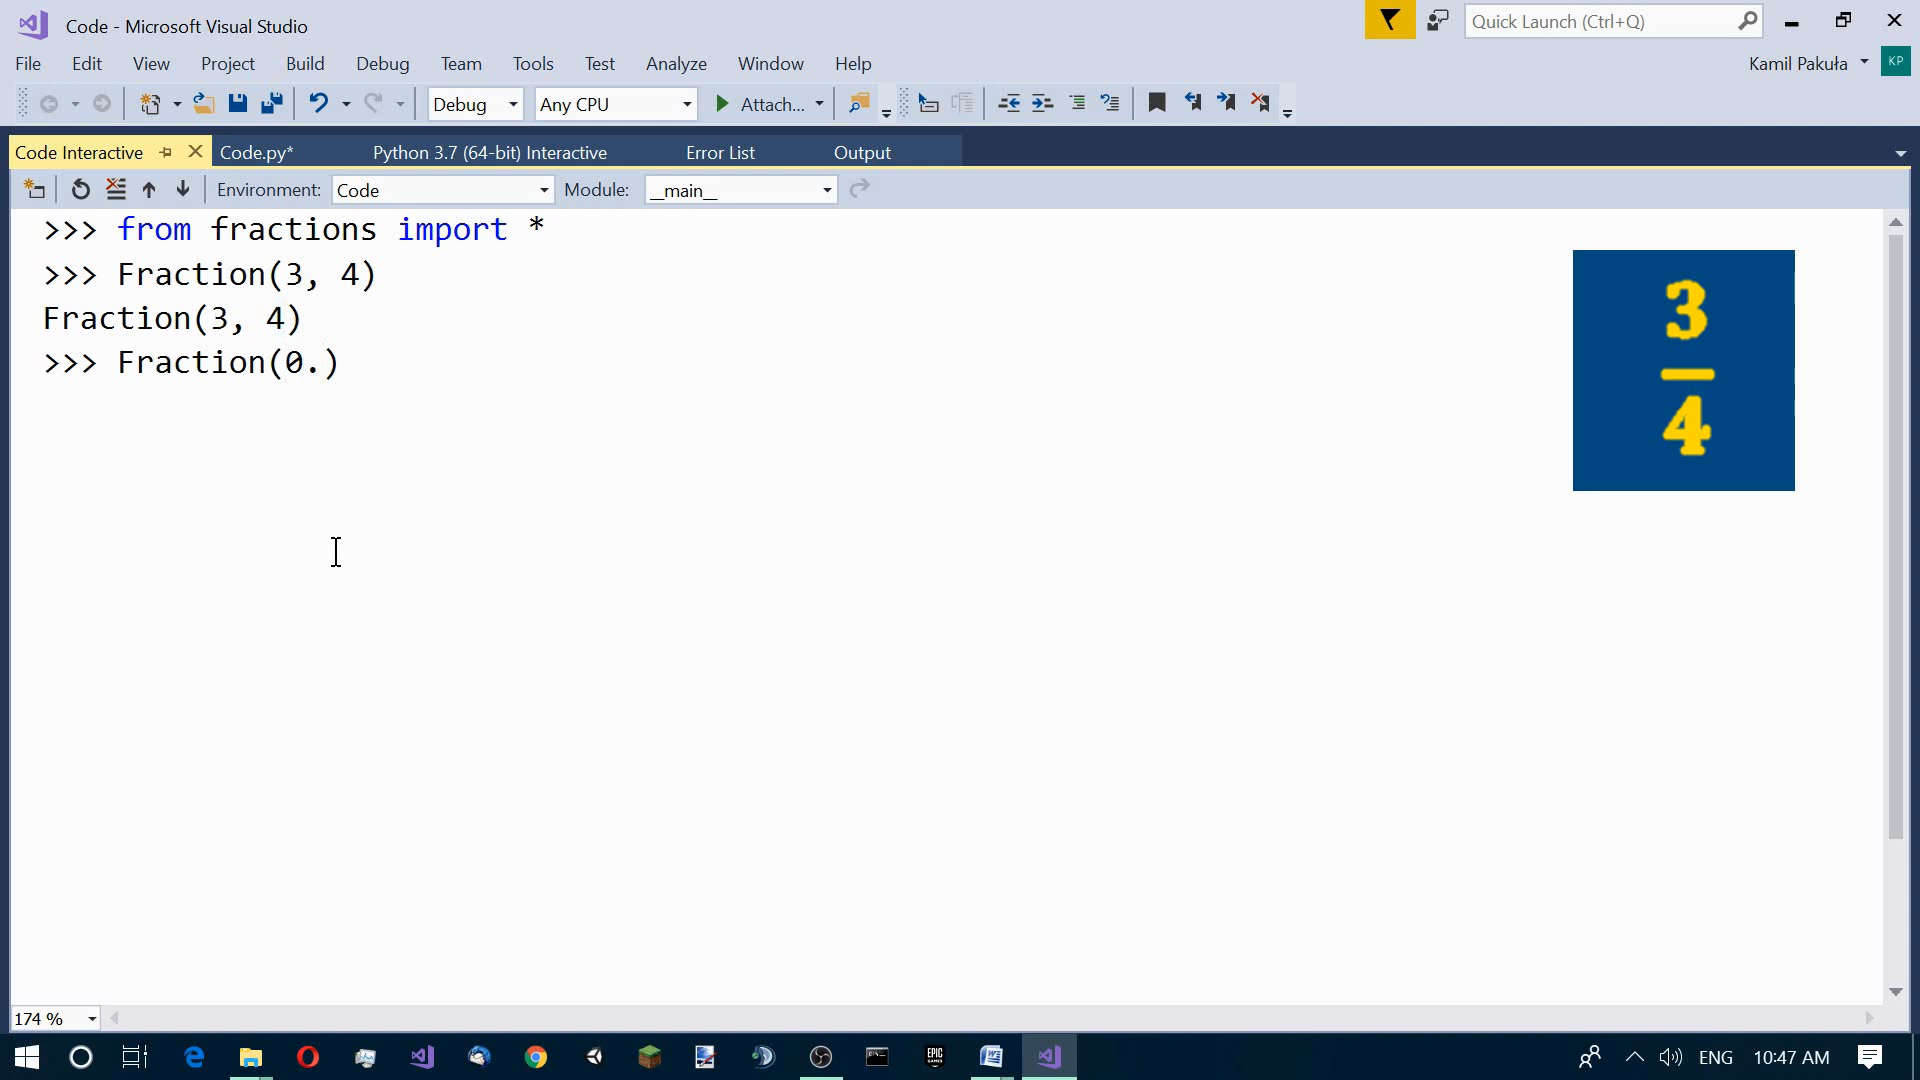 Code - Microsoft Visual Studio
Quick Launch (Ctrl+Q)
File Edit View Project Build Debug Team Tools Test Analyze Window Help
Kamil Pakuła
KP
Debug
Any CPU
Attach...
Code Interactive
Code.py*
Python 3.7 (64-bit) Interactive
Error List
Output
Environment: Code
Module: __main__
>>> from fractions import *
>>> Fraction(3, 4)
Fraction(3, 4)
>>> Fraction(0.)
3
4
174 %
EPIC
GAMES
ENG
10:47 AM